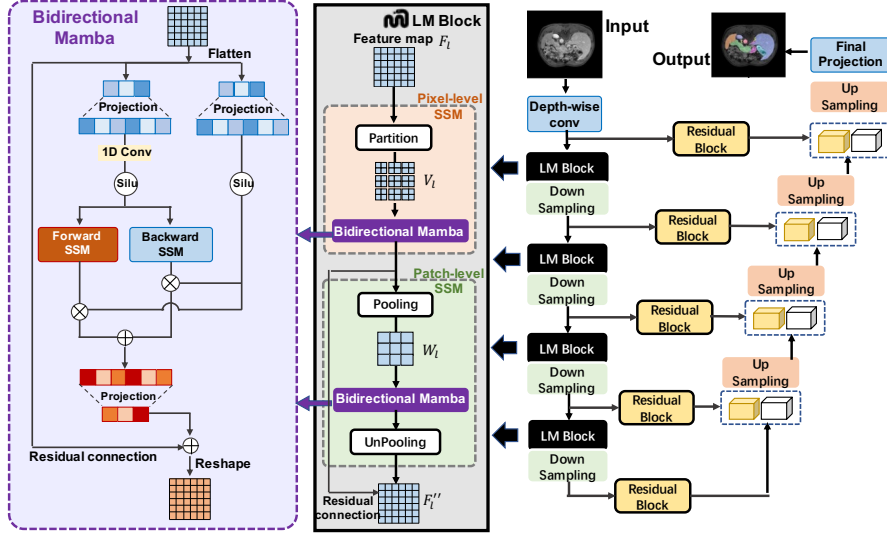 Bidirectional
Mamba
Flatten
Projection
Projection
1D Conv
Silu
Silu
Forward
SSM
Backward
SSM
Projection
Residual connection
Reshape
LM Block
Feature map F_l
Pixel-level
SSM
Partition
V_l
Bidirectional Mamba
Patch-level
SSM
Pooling
W_l
Bidirectional Mamba
UnPooling
Residual
connection
F_l''
Input
Output
Final
Projection
Depth-wise
conv
Residual
Block
Up
Sampling
LM Block
Down
Sampling
Residual
Block
Up
Sampling
LM Block
Down
Sampling
Residual
Block
Up
Sampling
LM Block
Down
Sampling
Residual
Block
Up
Sampling
LM Block
Down
Sampling
Residual
Block